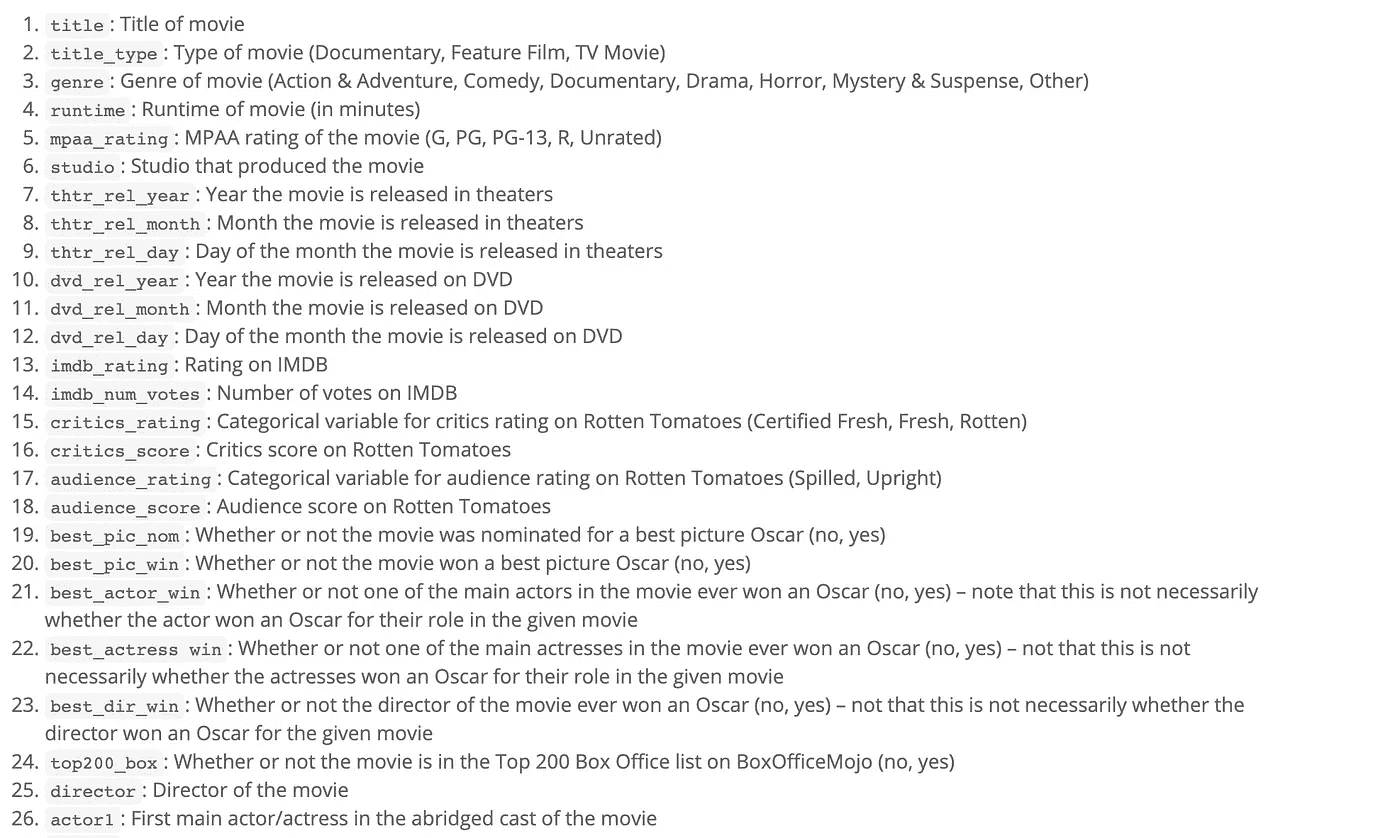 1. title : Title of movie
2. title_type : Type of movie (Documentary, Feature Film, TV Movie)
3. genre : Genre of movie (Action & Adventure, Comedy, Documentary, Drama, Horror, Mystery & Suspense, Other)
4. runtime : Runtime of movie (in minutes)
5. mpaa_rating : MPAA rating of the movie (G, PG, PG-13, R, Unrated)
6. studio : Studio that produced the movie
7. thtr_rel_year : Year the movie is released in theaters
8. thtr_rel_month : Month the movie is released in theaters
9. thtr_rel_day : Day of the month the movie is released in theaters
10. dvd_rel_year : Year the movie is released on DVD
11. dvd_rel_month : Month the movie is released on DVD
12. dvd_rel_day : Day of the month the movie is released on DVD
13. imdb_rating : Rating on IMDB
14. imdb_num_votes : Number of votes on IMDB
15. critics_rating : Categorical variable for critics rating on Rotten Tomatoes (Certified Fresh, Fresh, Rotten)
16. critics_score : Critics score on Rotten Tomatoes
17. audience_rating : Categorical variable for audience rating on Rotten Tomatoes (Spilled, Upright)
18. audience_score : Audience score on Rotten Tomatoes
19. best_pic_nom : Whether or not the movie was nominated for a best picture Oscar (no, yes)
20. best_pic_win : Whether or not the movie won a best picture Oscar (no, yes)
21. best_actor_win : Whether or not one of the main actors in the movie ever won an Oscar (no, yes) – note that this is not necessarily
whether the actor won an Oscar for their role in the given movie
22. best_actress win : Whether or not one of the main actresses in the movie ever won an Oscar (no, yes) – not that this is not
necessarily whether the actresses won an Oscar for their role in the given movie
23. best_dir_win : Whether or not the director of the movie ever won an Oscar (no, yes) – not that this is not necessarily whether the
director won an Oscar for the given movie
24. top200_box : Whether or not the movie is in the Top 200 Box Office list on BoxOfficeMojo (no, yes)
25. director : Director of the movie
26. actor1 : First main actor/actress in the abridged cast of the movie